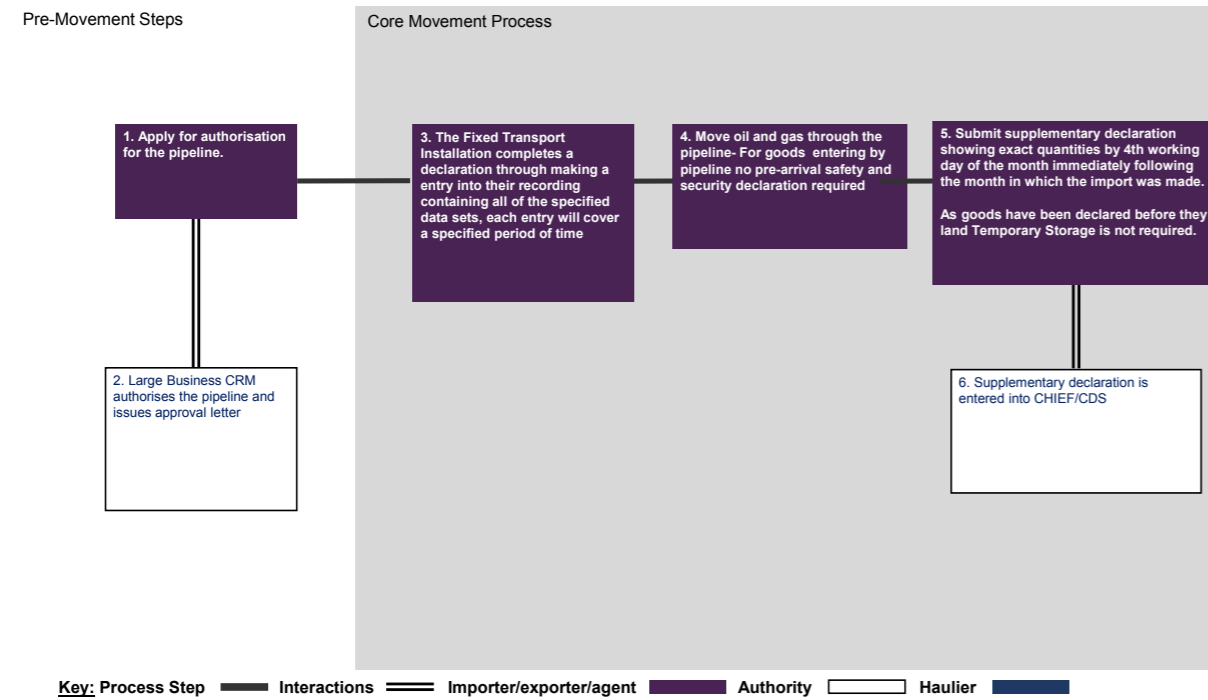 Pre-Movement Steps
Core Movement Process
1. Apply for authorisation
for the pipeline.
2. Large Business CRM
authorises the pipeline and
issues approval letter
3. The Fixed Transport
Installation completes a
declaration through making a
entry into their recording
containing all of the specified
data sets, each entry will cover
a specified period of time
4. Move oil and gas through the
pipeline- For goods entering by
pipeline no pre-arrival safety and
security declaration required
5. Submit supplementary declaration
showing exact quantities by 4th working
day of the month immediately following
the month in which the import was made.
As goods have been declared before they
land Temporary Storage is not required.
6. Supplementary declaration is
entered into CHIEF/CDS
Key: Process Step Interactions Importer/exporter/agent Authority Haulier